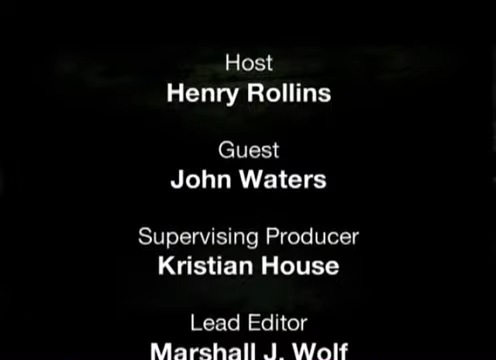 Host
Henry Rollins
Guest
John Waters
Supervising Producer
Kristian House
Lead Editor
Marshall J. Wolf